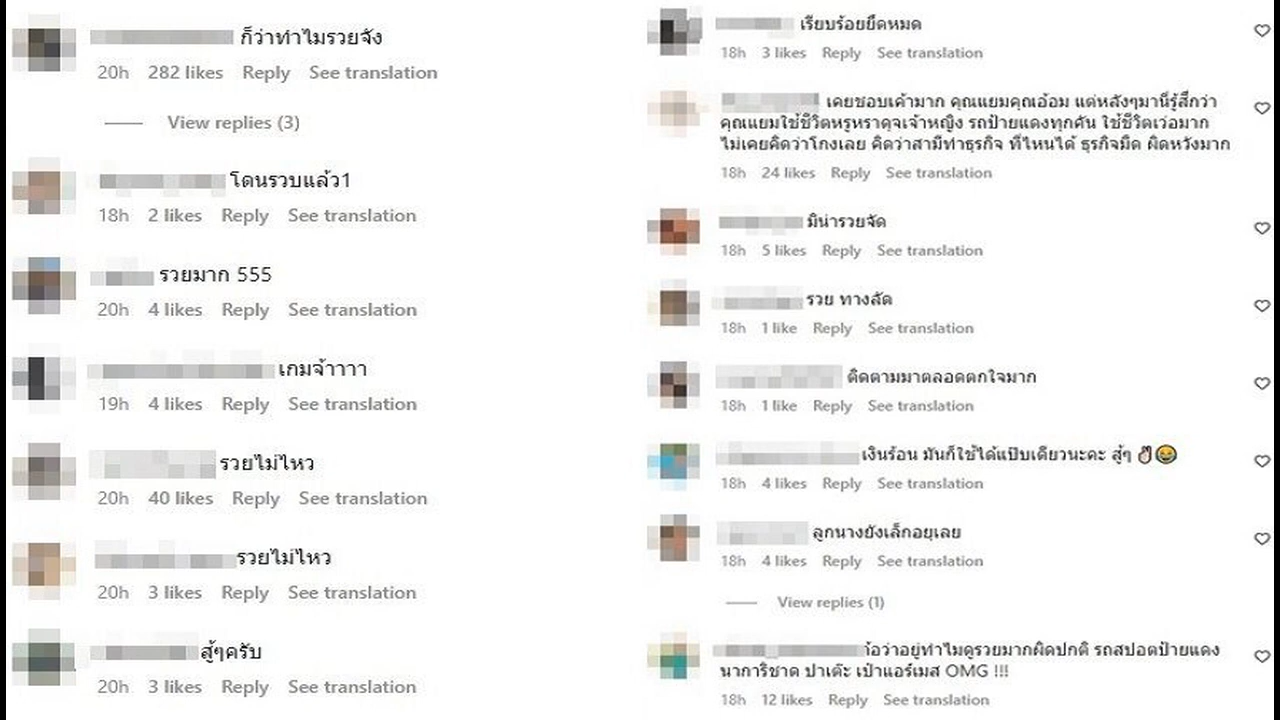 ก็ว่าทำไมรวยจัง
20h 282 likes Reply See translation
View replies (3)
โดนรวบแล้ว1
18h 2 likes Reply See translation
รวยมาก 555
20h 4 likes Reply See translation
เกมจ้าาาา
19h 4 likes Reply See translation
รวยไม่ไหว
20h 40 likes Reply See translation
รวยไม่ไหว
20h 3 likes Reply See translation
สู้ๆครับ
20h 3 likes Reply See translation
เรียบร้อยยึดหมด
18h 3 likes Reply See translation
เคยชอบเค้ามาก คุณแยมคุณอ้อม แต่หลังๆมานี้รู้สึกว่า
คุณแยมใช้ชีวิตหรูหราดุจเจ้าหญิง รถป้ายแดงทุกคัน ใช้ชีวิตเว่อมาก
ไม่เคยคิดว่าโกงเลย คิดว่าสามีทำธุรกิจ ที่ไหนได้ ธุรกิจมืด ผิดหวังมาก
18h 24 likes Reply See translation
มิน่ารวยจัด
18h 5 likes Reply See translation
รวย ทางลัด
18h 1 like Reply See translation
ติดตามมาตลอดตกใจมาก
18h 1 like Reply See translation
เงินร้อน มันก็ใช้ได้แป๊บเดียวนะคะ สู้ๆ ✌🏻😂
18h 4 likes Reply See translation
ลูกนางยังเล็กอยุเลย
18h 4 likes Reply See translation
View replies (1)
ก้อว่าอยู่ทำไมดูรวยมากผิดปกติ รถสปอตป้ายแดง
นาการิชาด ปาเต๊ะ เป๋าแอร์เมส OMG !!!
18h 12 likes Reply See translation